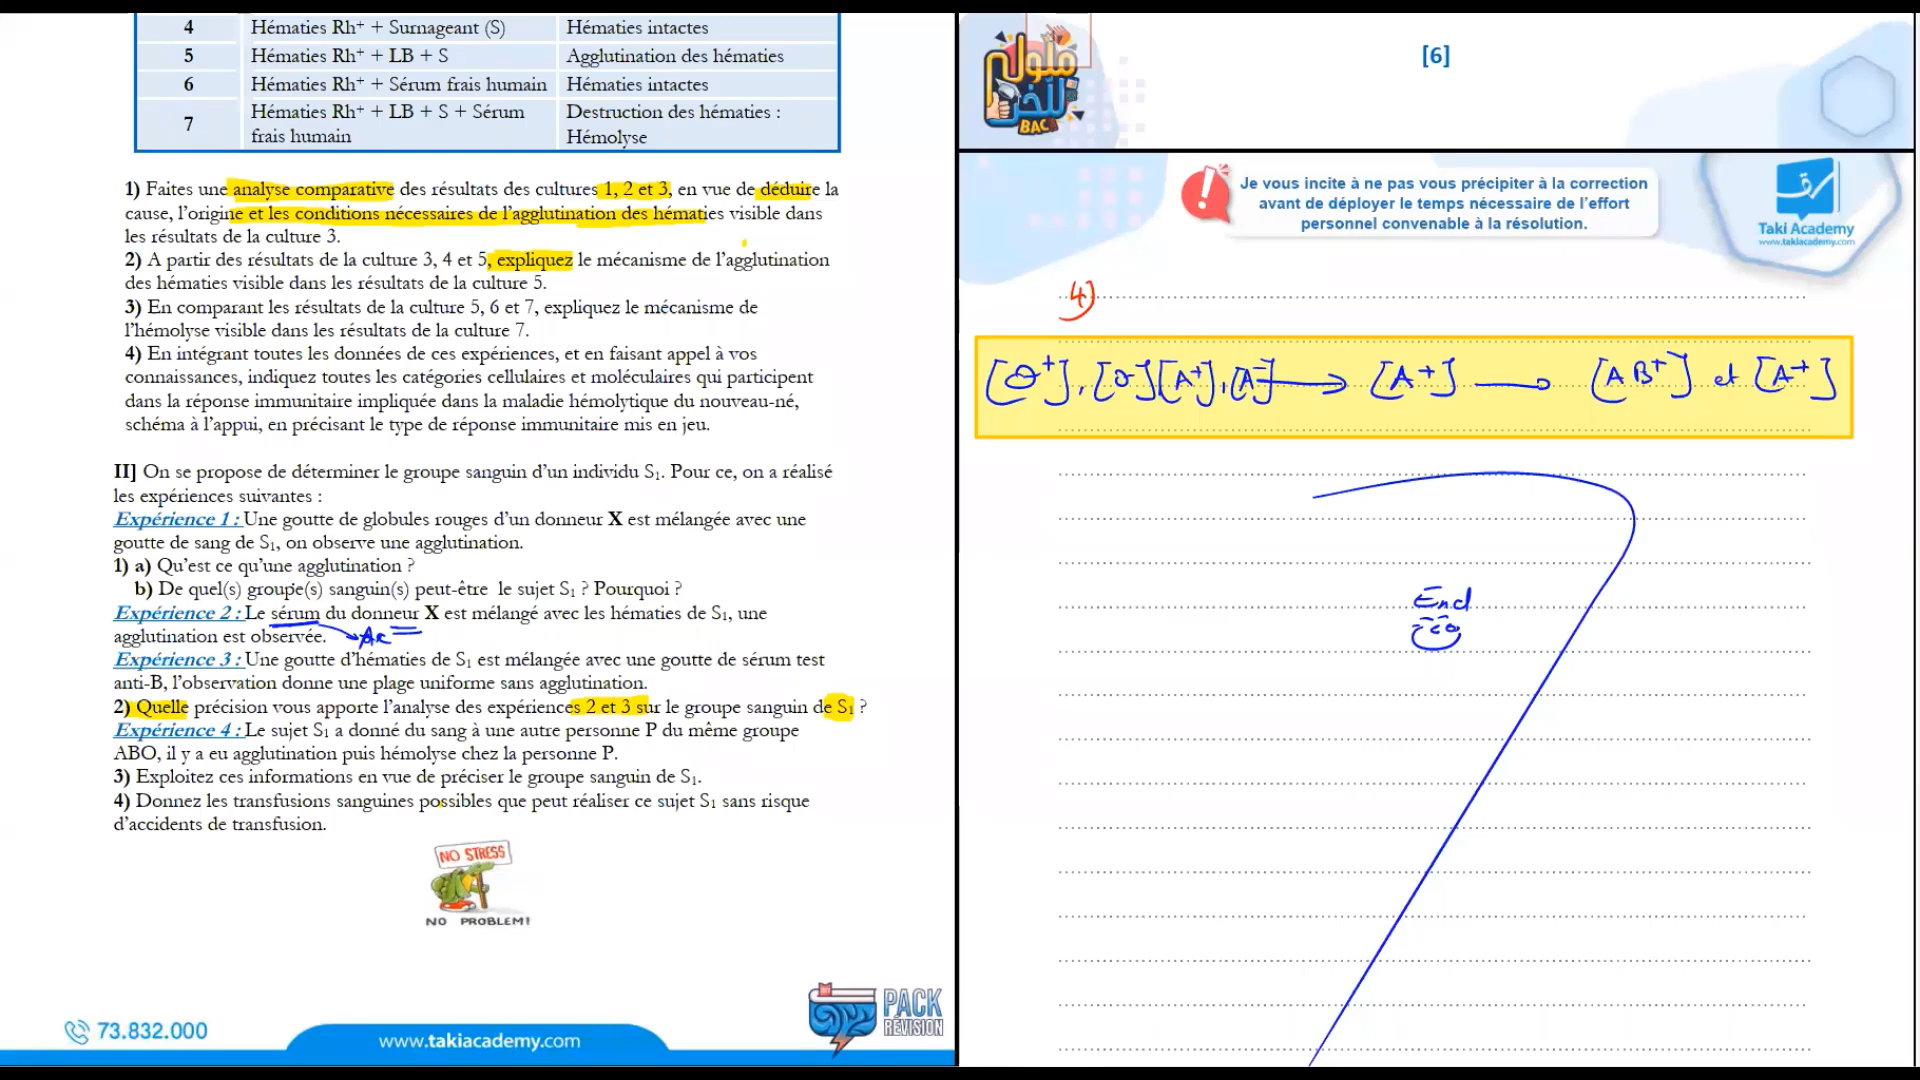 4 Hématies Rh⁺ + Surnageant (S) Hématies intactes
5 Hématies Rh⁺ + LB + S Agglutination des hématies
6 Hématies Rh⁺ + Sérum frais humain Hématies intactes
7 Hématies Rh⁺ + LB + S + Sérum frais humain Destruction des hématies : Hémolyse
1) Faites une analyse comparative des résultats des cultures 1, 2 et 3, en vue de déduire la
cause, l'origine et les conditions nécessaires de l'agglutination des hématies visible dans
les résultats de la culture 3.
2) A partir des résultats de la culture 3, 4 et 5, expliquez le mécanisme de l'agglutination
des hématies visible dans les résultats de la culture 5.
3) En comparant les résultats de la culture 5, 6 et 7, expliquez le mécanisme de
l'hémolyse visible dans les résultats de la culture 7.
4) En intégrant toutes les données de ces expériences, et en faisant appel à vos
connaissances, indiquez toutes les catégories cellulaires et moléculaires qui participent
dans la réponse immunitaire impliquée dans la maladie hémolytique du nouveau-né,
schéma à l'appui, en précisant le type de réponse immunitaire mis en jeu.
II] On se propose de déterminer le groupe sanguin d'un individu S₁. Pour ce, on a réalisé
les expériences suivantes :
Expérience 1 : Une goutte de globules rouges d'un donneur X est mélangée avec une
goutte de sang de S₁, on observe une agglutination.
1) a) Qu'est ce qu'une agglutination ?
b) De quel(s) groupe(s) sanguin(s) peut-être le sujet S₁ ? Pourquoi ?
Expérience 2 : Le sérum du donneur X est mélangé avec les hématies de S₁, une
agglutination est observée. Ac
Expérience 3 : Une goutte d'hématies de S₁ est mélangée avec une goutte de sérum test
anti-B, l'observation donne une plage uniforme sans agglutination.
2) Quelle précision vous apporte l'analyse des expériences 2 et 3 sur le groupe sanguin de S₁ ?
Expérience 4 : Le sujet S₁ a donné du sang à une autre personne P du même groupe
ABO, il y a eu agglutination puis hémolyse chez la personne P.
3) Exploitez ces informations en vue de préciser le groupe sanguin de S₁.
4) Donnez les transfusions sanguines possibles que peut réaliser ce sujet S₁ sans risque
d'accidents de transfusion.
NO STRESS
NO PROBLEM!
73.832.000
www.takiacademy.com
PACK
RÉVISION
BAC
[6]
Je vous incite à ne pas vous précipiter à la correction
avant de déployer le temps nécessaire de l'effort
personnel convenable à la résolution.
Taki Academy
www.takiacademy.com
4)
[O⁺], [O⁻] [A⁺], [A⁻] → [A⁺] → [AB⁺] et [A⁺]
End